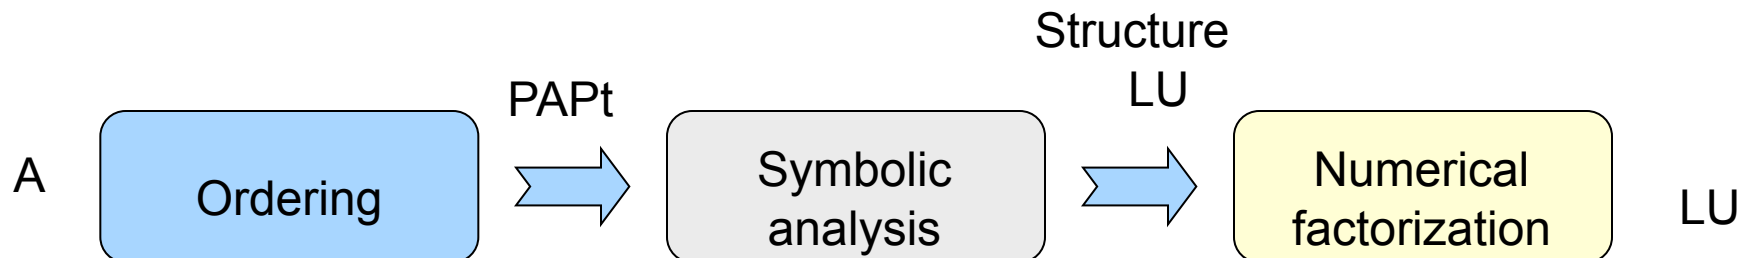 A
Ordering
PAPt
Symbolic
analysis
Structure
LU
Numerical
factorization
LU